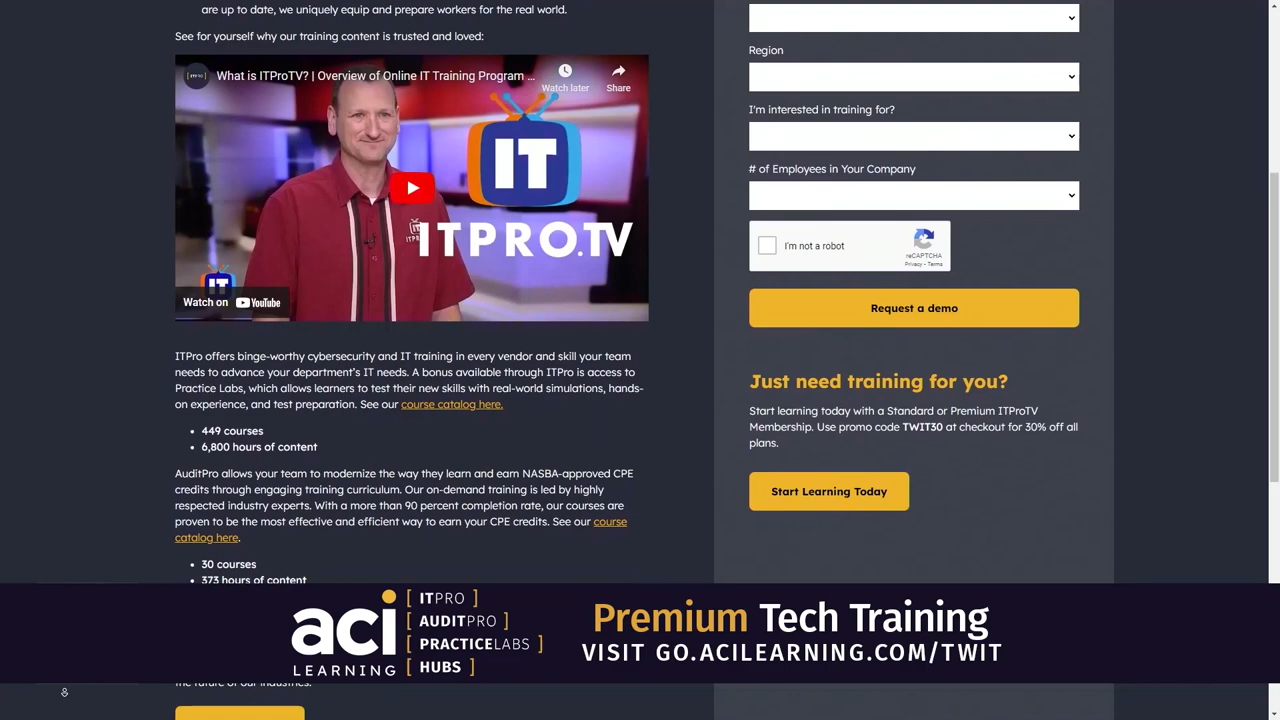 are up to date, we uniquely equip and prepare workers for the real world.
See for yourself why our training content is trusted and loved:
What is ITProTV? | Overview of Online IT Training Program ...
Watch later
Share
IT
ITPRO.TV
Watch on YouTube
ITPro offers binge-worthy cybersecurity and IT training in every vendor and skill your team
needs to advance your department's IT needs. A bonus available through ITPro is access to
Practice Labs, which allows learners to test their new skills with real-world simulations, hands-
on experience, and test preparation. See our course catalog here.
449 courses
6,800 hours of content
AuditPro allows your team to modernize the way they learn and earn NASBA-approved CPE
credits through engaging training curriculum. Our on-demand training is led by highly
respected industry experts. With a more than 90 percent completion rate, our courses are
proven to be the most effective and efficient way to earn your CPE credits. See our course
catalog here.
30 courses
373 hours of content
Region
I'm interested in training for?
# of Employees in Your Company
I'm not a robot
reCAPTCHA
Privacy - Terms
Request a demo
Just need training for you?
Start learning today with a Standard or Premium ITProTV
Membership. Use promo code TWIT30 at checkout for 30% off all
plans.
Start Learning Today
aci
LEARNING
[ ITPRO ]
[ AUDITPRO ]
[ PRACTICELABS ]
[ HUBS ]
Premium Tech Training
VISIT GO.ACILEARNING.COM/TWIT
the future of our industries.